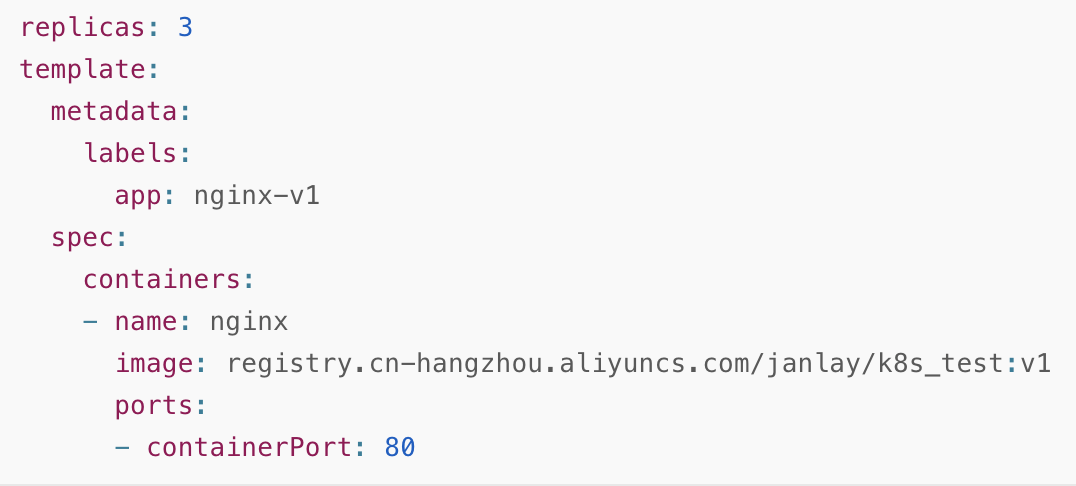 replicas: 3
template:
  metadata:
    labels:
      app: nginx-v1
  spec:
    containers:
    - name: nginx
      image: registry.cn-hangzhou.aliyuncs.com/janlay/k8s_test:v1
      ports:
      - containerPort: 80